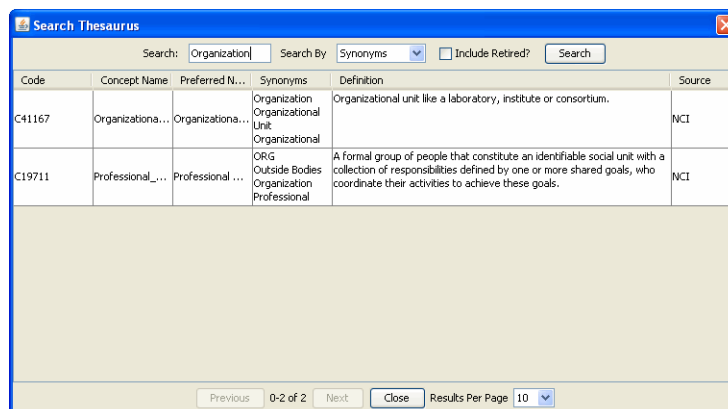 Search Thesaurus
Search: Organization Search By Synonyms Include Retired? Search
Code Concept Name Preferred N... Synonyms Definition Source
C41167 Organizationa... Organizationa... Organization Organizational unit like a laboratory, institute or consortium. NCI
Organizational
Unit
Organizational
C19711 Professional_... Professional ... ORG A formal group of people that constitute an identifiable social unit with a NCI
Outside Bodies collection of responsibilities defined by one or more shared goals, who
Organization coordinate their activities to achieve these goals.
Professional
Previous 0-2 of 2 Next Close Results Per Page 10